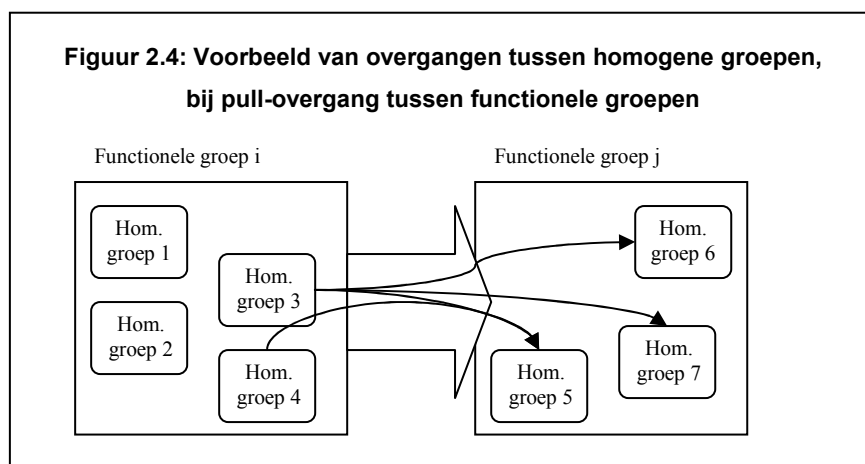 Figuur 2.4: Voorbeeld van overgangen tussen homogene groepen,
bij pull-overgang tussen functionele groepen
Functionele groep i
Hom.
groep 1
Hom.
groep 2
Hom.
groep 3
Hom.
groep 4
Functionele groep j
Hom.
groep 6
Hom.
groep 5
Hom.
groep 7